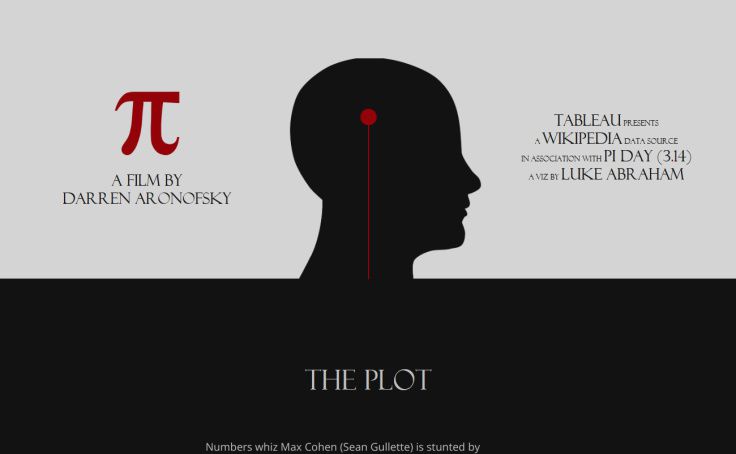 π
A FILM BY
DARREN ARONOFSKY
TABLEAU PRESENTS
A WIKIPEDIA DATA SOURCE
IN ASSOCIATION WITH PI DAY (3.14)
A VIZ BY LUKE ABRAHAM
THE PLOT
Numbers whiz Max Cohen (Sean Gullette) is stunted by